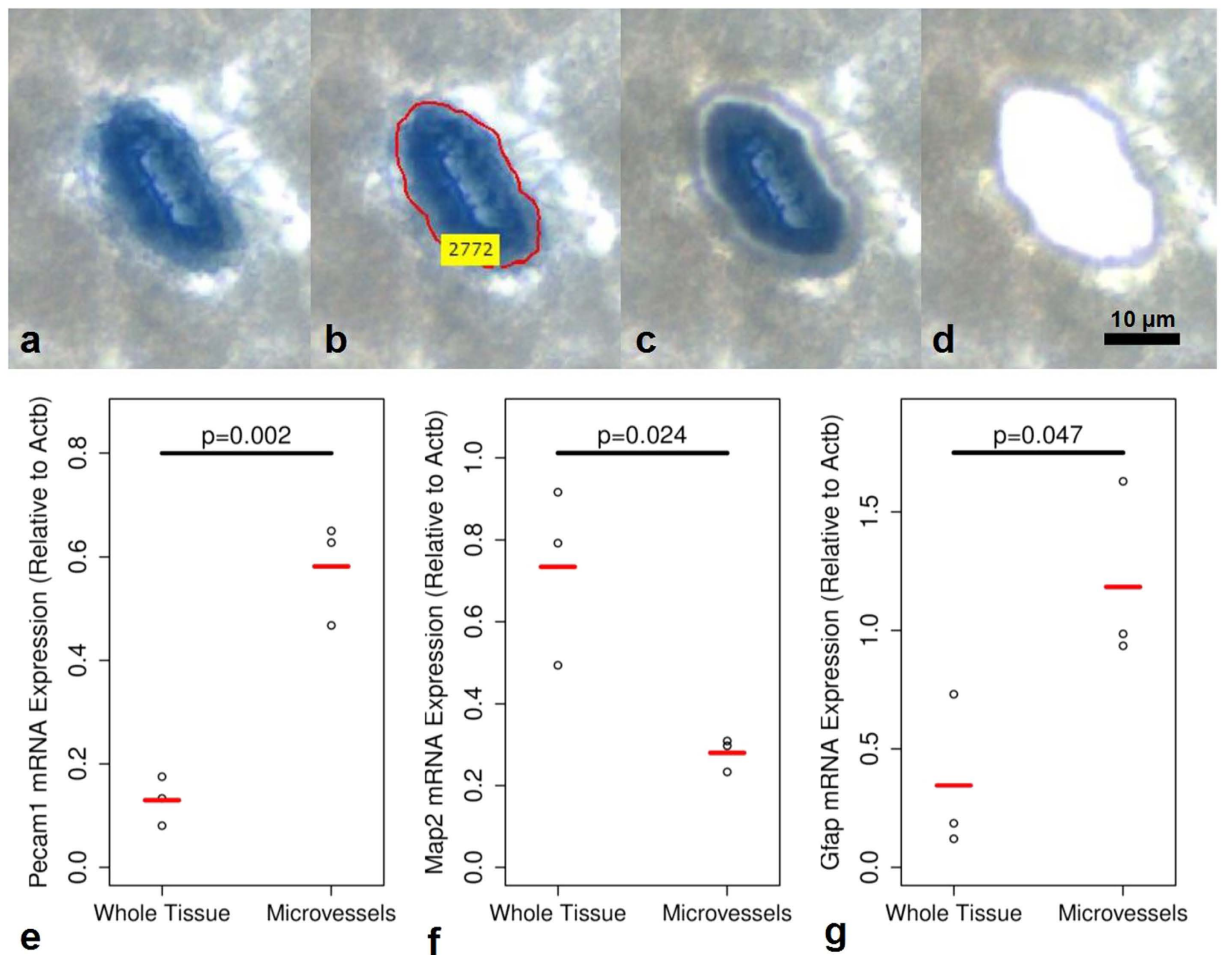 2772
10 µm
a
b
c
d
Pecam1 mRNA Expression (Relative to Actb)
0.8
0.6
0.4
0.2
0.0
p=0.002
Whole Tissue
Microvessels
e
Map2 mRNA Expression (Relative to Actb)
1.0
0.8
0.6
0.4
0.2
0.0
p=0.024
Whole Tissue
Microvessels
f
Gfap mRNA Expression (Relative to Actb)
1.5
1.0
0.5
0.0
p=0.047
Whole Tissue
Microvessels
g